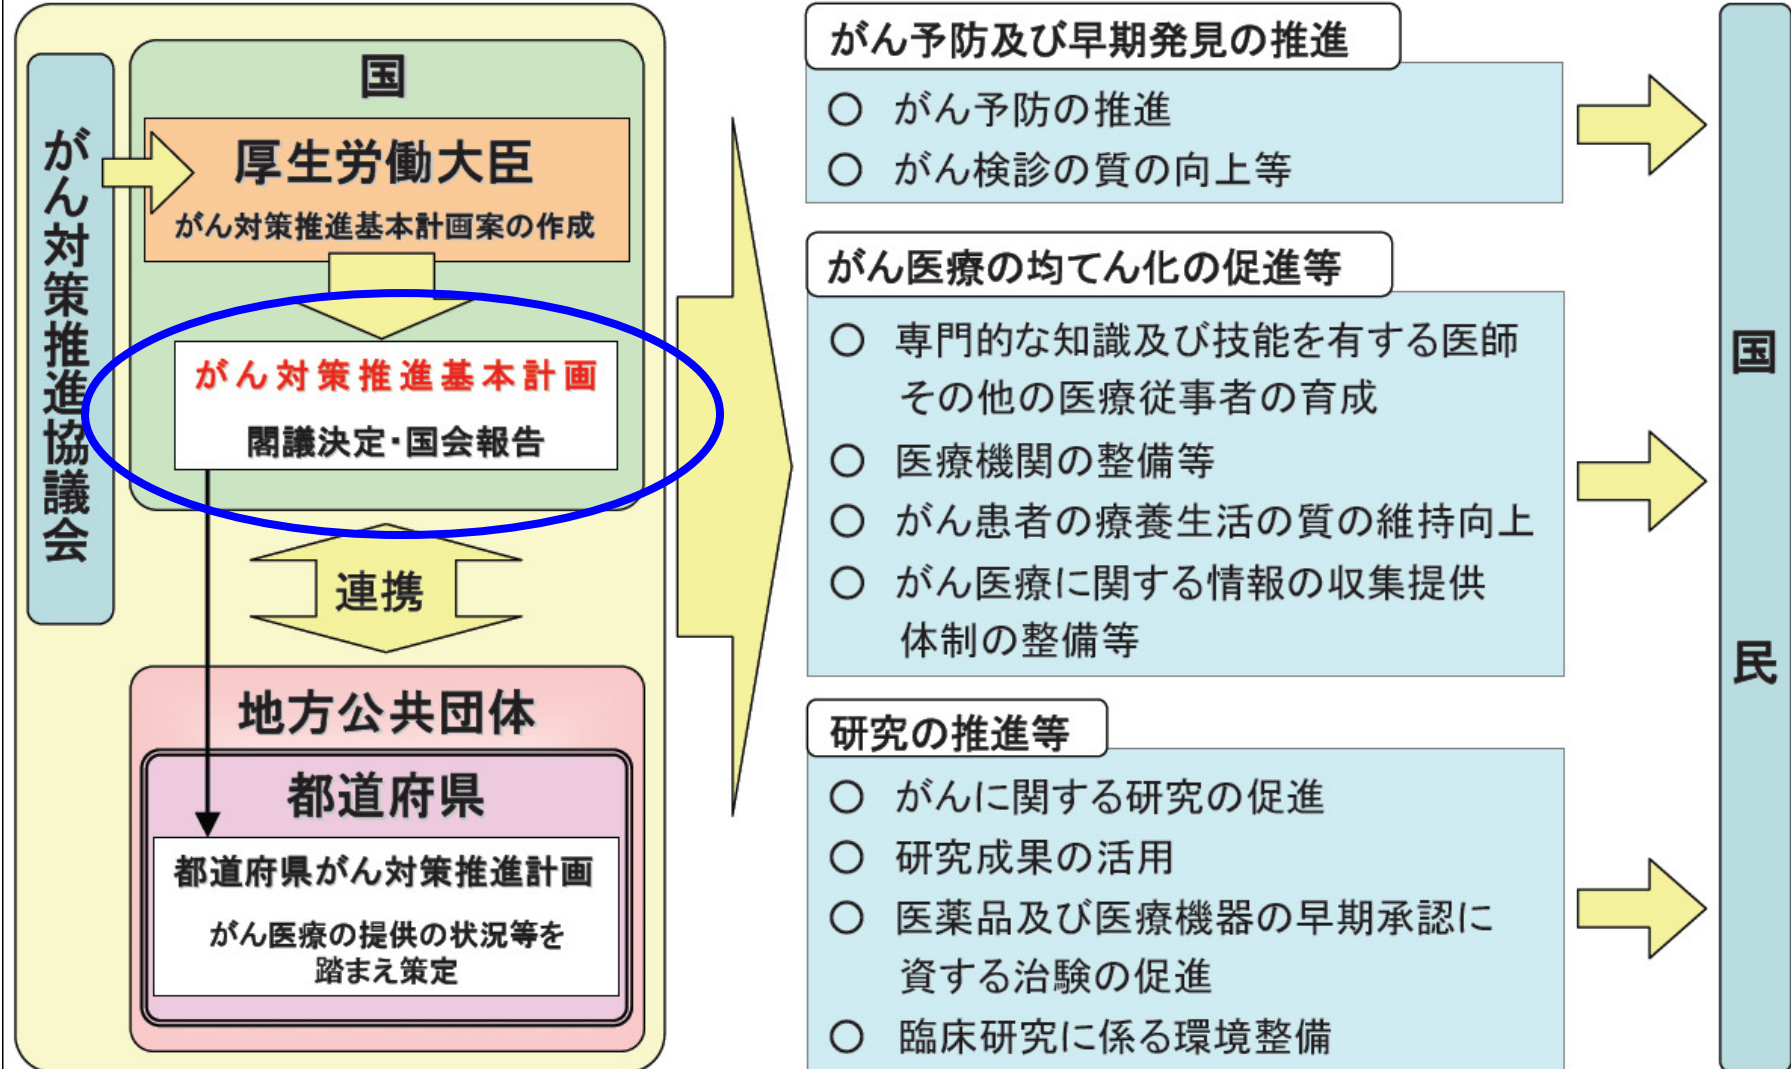 がん対策推進協議会
国
厚生労働大臣
がん対策推進基本計画案の作成
がん対策推進基本計画
閣議決定・国会報告
連携
地方公共団体
都道府県
都道府県がん対策推進計画
がん医療の提供の状況等を
踏まえ策定
がん予防及び早期発見の推進
○ がん予防の推進
○ がん検診の質の向上等
がん医療の均てん化の促進等
○ 専門的な知識及び技能を有する医師
その他の医療従事者の育成
○ 医療機関の整備等
○ がん患者の療養生活の質の維持向上
○ がん医療に関する情報の収集提供
体制の整備等
研究の推進等
○ がんに関する研究の促進
○ 研究成果の活用
○ 医薬品及び医療機器の早期承認に
資する治験の促進
○ 臨床研究に係る環境整備
国民